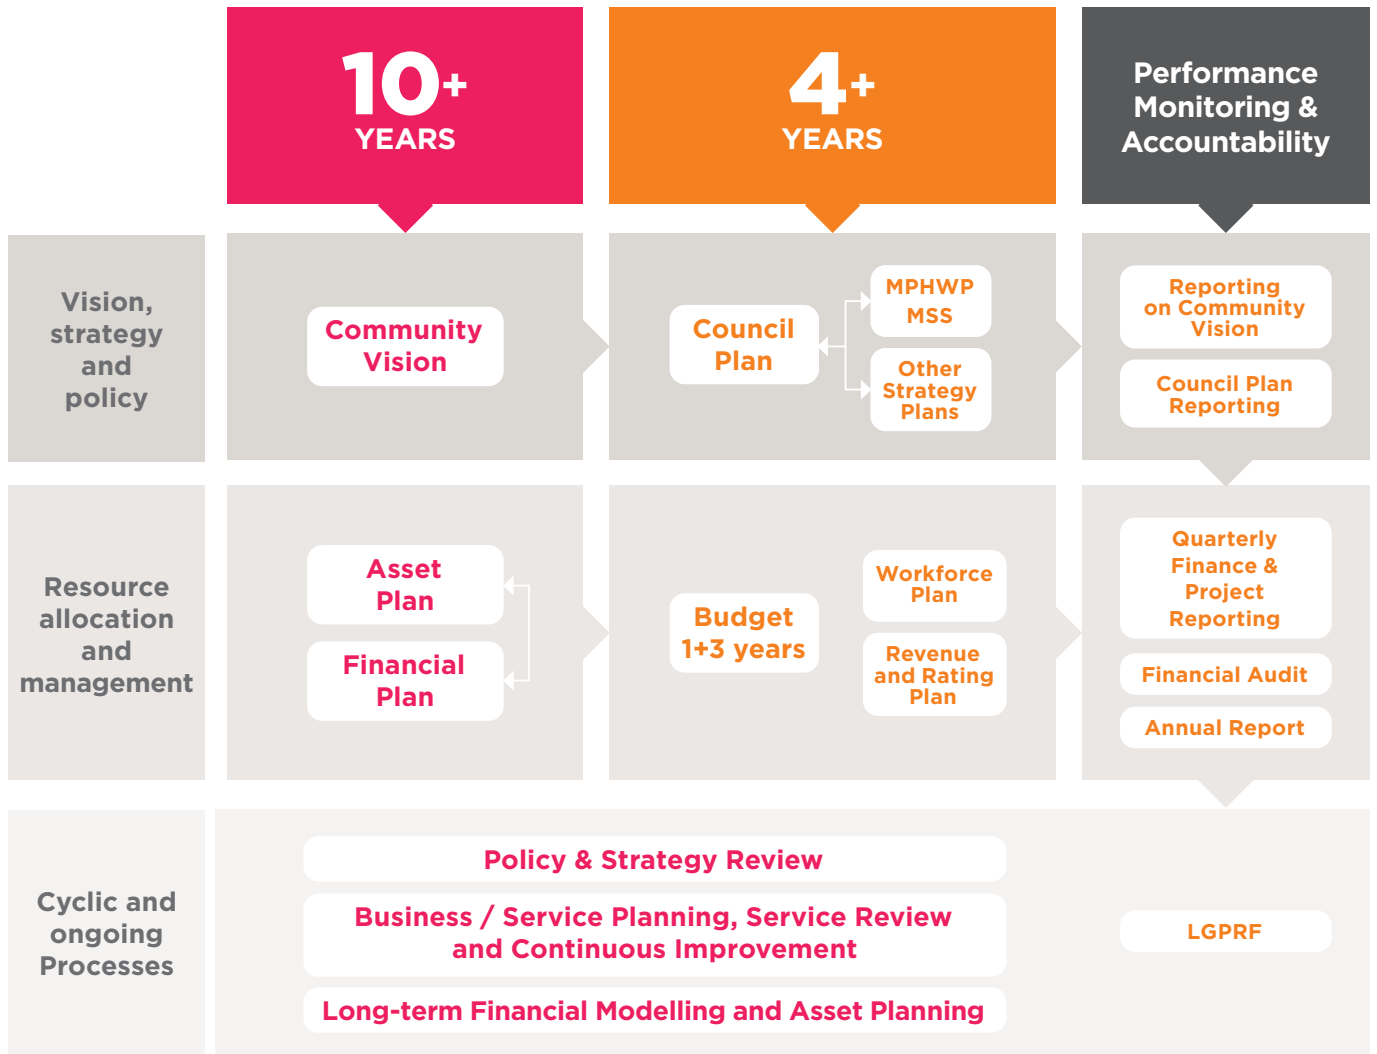 10+
YEARS
4+
YEARS
Performance
Monitoring &
Accountability
Vision,
strategy
and
policy
Community
Vision
Council
Plan
MPHWP
MSS
Other
Strategy
Plans
Reporting
on Community
Vision
Council Plan
Reporting
Resource
allocation
and
management
Asset
Plan
Financial
Plan
Budget
1+3 years
Workforce
Plan
Revenue
and Rating
Plan
Quarterly
Finance &
Project
Reporting
Financial Audit
Annual Report
Cyclic and
ongoing
Processes
Policy & Strategy Review
Business / Service Planning, Service Review
and Continuous Improvement
Long-term Financial Modelling and Asset Planning
LGPRF